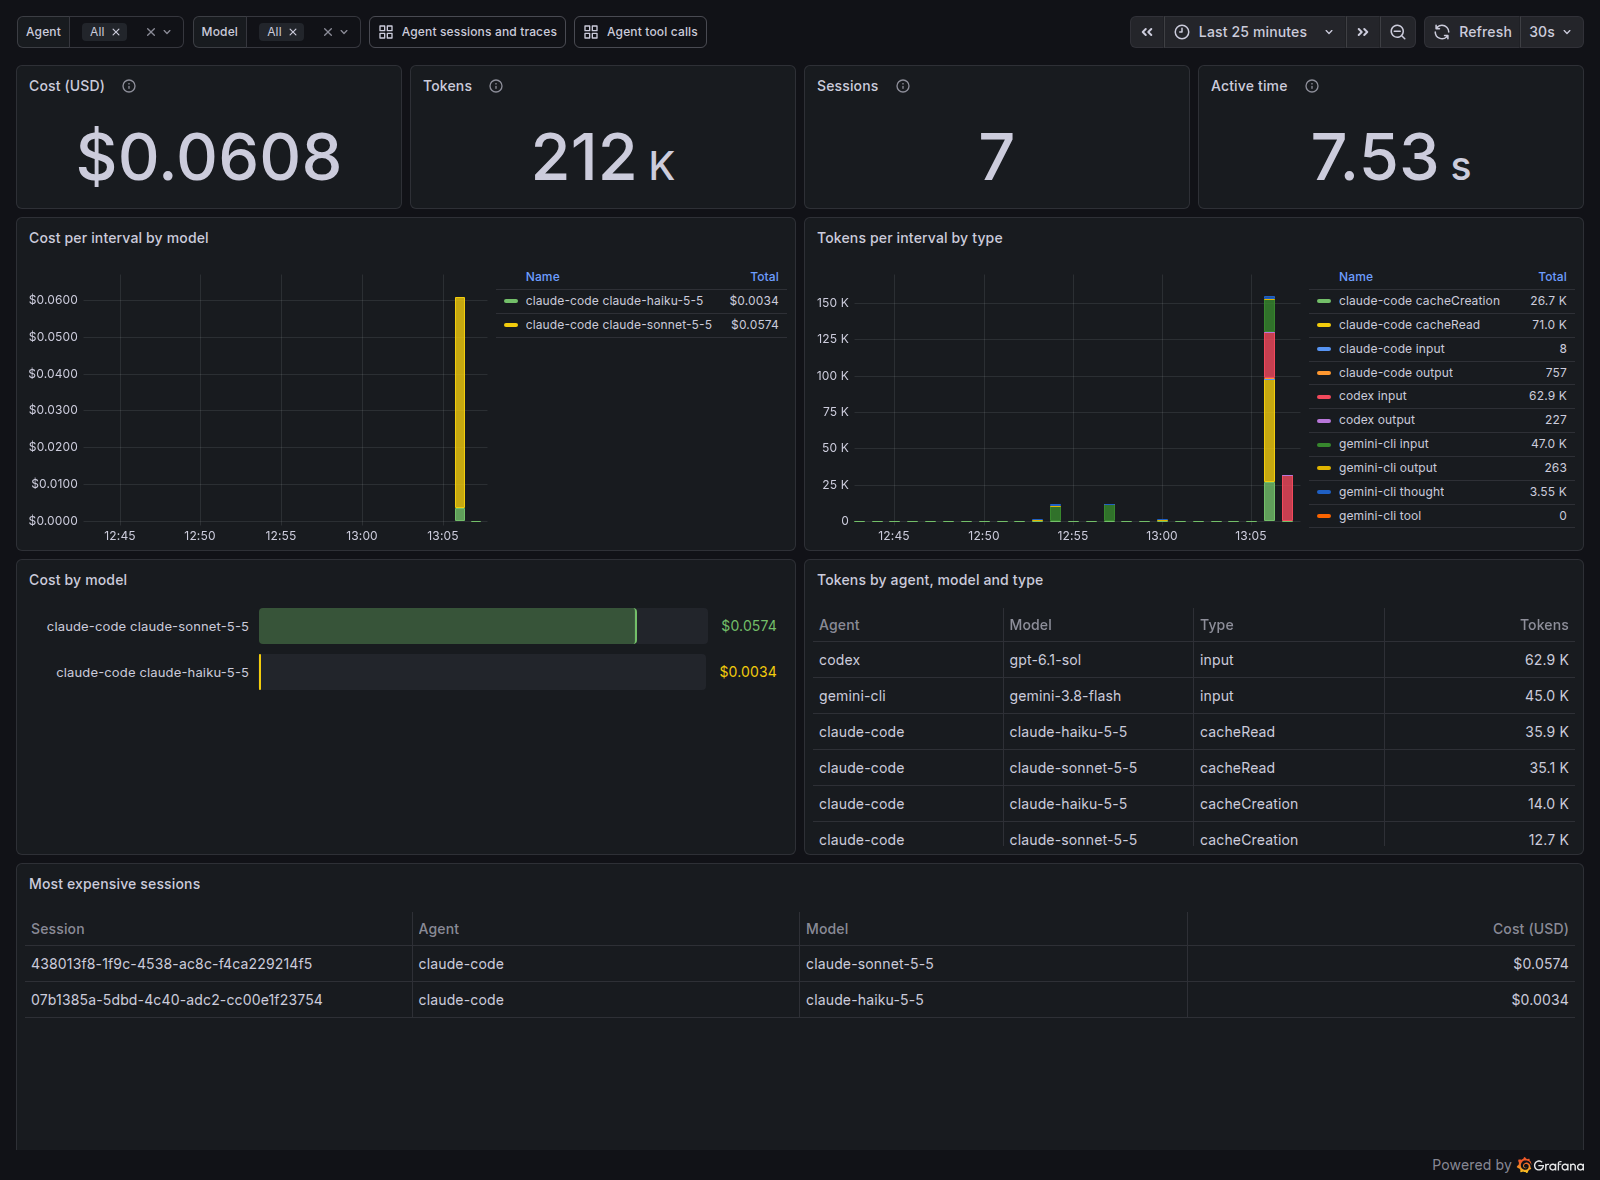 Agent All Model All Agent sessions and traces Agent tool calls Last 25 minutes Refresh 30s
Cost (USD)
$0.0608
Tokens
212 K
Sessions
7
Active time
7.53 s
Cost per interval by model
$0.0600
$0.0500
$0.0400
$0.0300
$0.0200
$0.0100
$0.0000
12:45 12:50 12:55 13:00 13:05
Name Total
claude-code claude-haiku-5-5 $0.0034
claude-code claude-sonnet-5-5 $0.0574
Tokens per interval by type
150 K
125 K
100 K
75 K
50 K
25 K
0
12:45 12:50 12:55 13:00 13:05
Name Total
claude-code cacheCreation 26.7 K
claude-code cacheRead 71.0 K
claude-code input 8
claude-code output 757
codex input 62.9 K
codex output 227
gemini-cli input 47.0 K
gemini-cli output 263
gemini-cli thought 3.55 K
gemini-cli tool 0
Cost by model
claude-code claude-sonnet-5-5 $0.0574
claude-code claude-haiku-5-5 $0.0034
Tokens by agent, model and type
Agent Model Type Tokens
codex gpt-6.1-sol input 62.9 K
gemini-cli gemini-3.8-flash input 45.0 K
claude-code claude-haiku-5-5 cacheRead 35.9 K
claude-code claude-sonnet-5-5 cacheRead 35.1 K
claude-code claude-haiku-5-5 cacheCreation 14.0 K
claude-code claude-sonnet-5-5 cacheCreation 12.7 K
Most expensive sessions
Session Agent Model Cost (USD)
438013f8-1f9c-4538-ac8c-f4ca229214f5 claude-code claude-sonnet-5-5 $0.0574
07b1385a-5dbd-4c40-adc2-cc00e1f23754 claude-code claude-haiku-5-5 $0.0034
Powered by Grafana